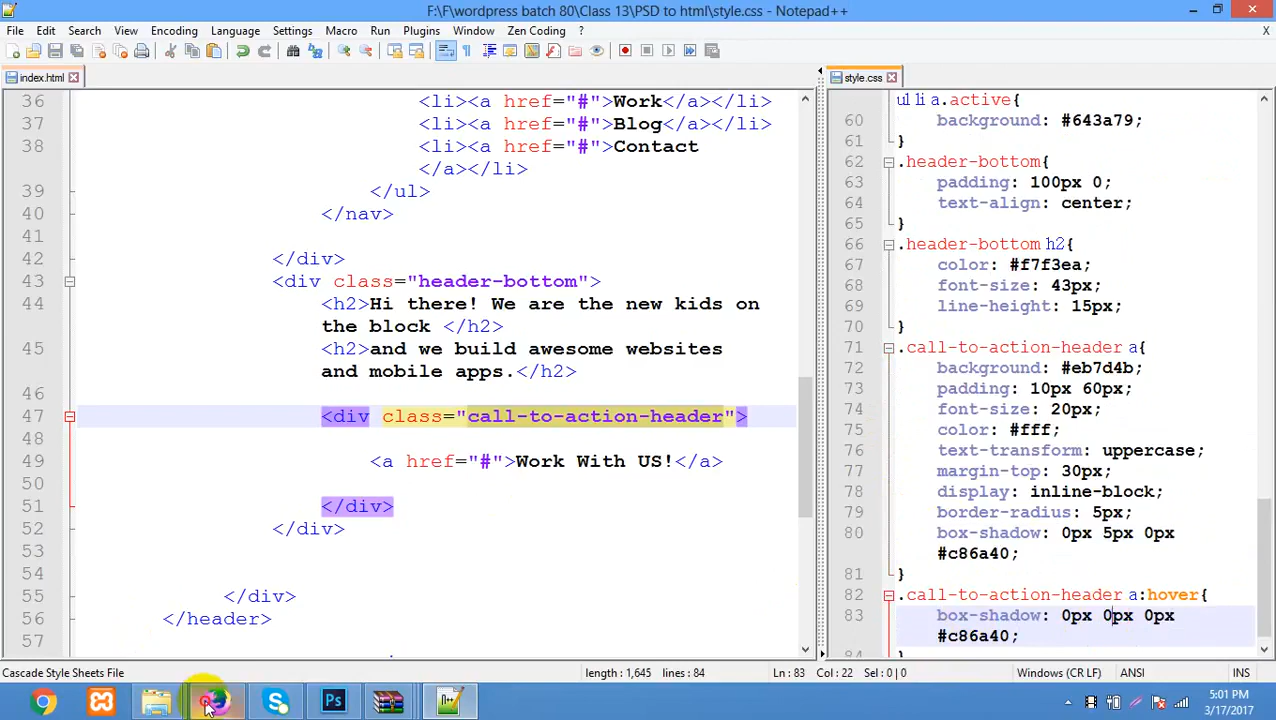 F:\F\wordpress batch 80\Class 13\PSD to html\style.css - Notepad++
File Edit Search View Encoding Language Settings Macro Run Plugins Window Zen Coding ? X
index.html
36 <li><a href="#">Work</a></li>
37 <li><a href="#">Blog</a></li>
38 <li><a href="#">Contact
</a></li>
39 </ul>
40 </nav>
41
42 </div>
43 <div class="header-bottom">
44 <h2>Hi there! We are the new kids on
the block </h2>
45 <h2>and we build awesome websites
and mobile apps.</h2>
46
47 <div class="call-to-action-header">
48
49 <a href="#">Work With US!</a>
50
51 </div>
52 </div>
53
54
55 </div>
56 </header>
57
style.css
ul li a.active{
60 background: #643a79;
61 }
62 .header-bottom{
63 padding: 100px 0;
64 text-align: center;
65 }
66 .header-bottom h2{
67 color: #f7f3ea;
68 font-size: 43px;
69 line-height: 15px;
70 }
71 .call-to-action-header a{
72 background: #eb7d4b;
73 padding: 10px 60px;
74 font-size: 20px;
75 color: #fff;
76 text-transform: uppercase;
77 margin-top: 30px;
78 display: inline-block;
79 border-radius: 5px;
80 box-shadow: 0px 5px 0px
#c86a40;
81 }
82 .call-to-action-header a:hover{
83 box-shadow: 0px 0px 0px
#c86a40;
84 }
Cascade Style Sheets File length : 1,645 lines : 84 Ln : 83 Col : 22 Sel : 0 | 0 Windows (CR LF) ANSI INS
Ps
5:01 PM
3/17/2017